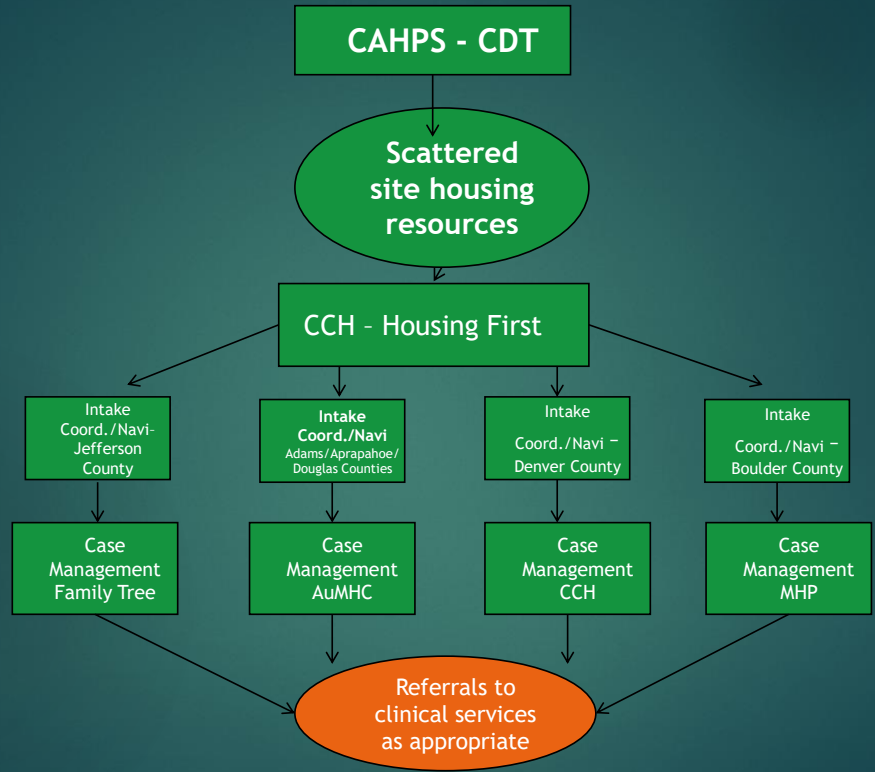 CAHPS - CDT
Scattered
site housing
resources
CCH – Housing First
Intake
Coord./Navi-
Jefferson
County
Intake
Coord./Navi
Adams/Aprapahoe/
Douglas Counties
Intake
Coord./Navi –
Denver County
Intake
Coord./Navi –
Boulder County
Case
Management
Family Tree
Case
Management
AuMHC
Case
Management
CCH
Case
Management
MHP
Referrals to
clinical services
as appropriate